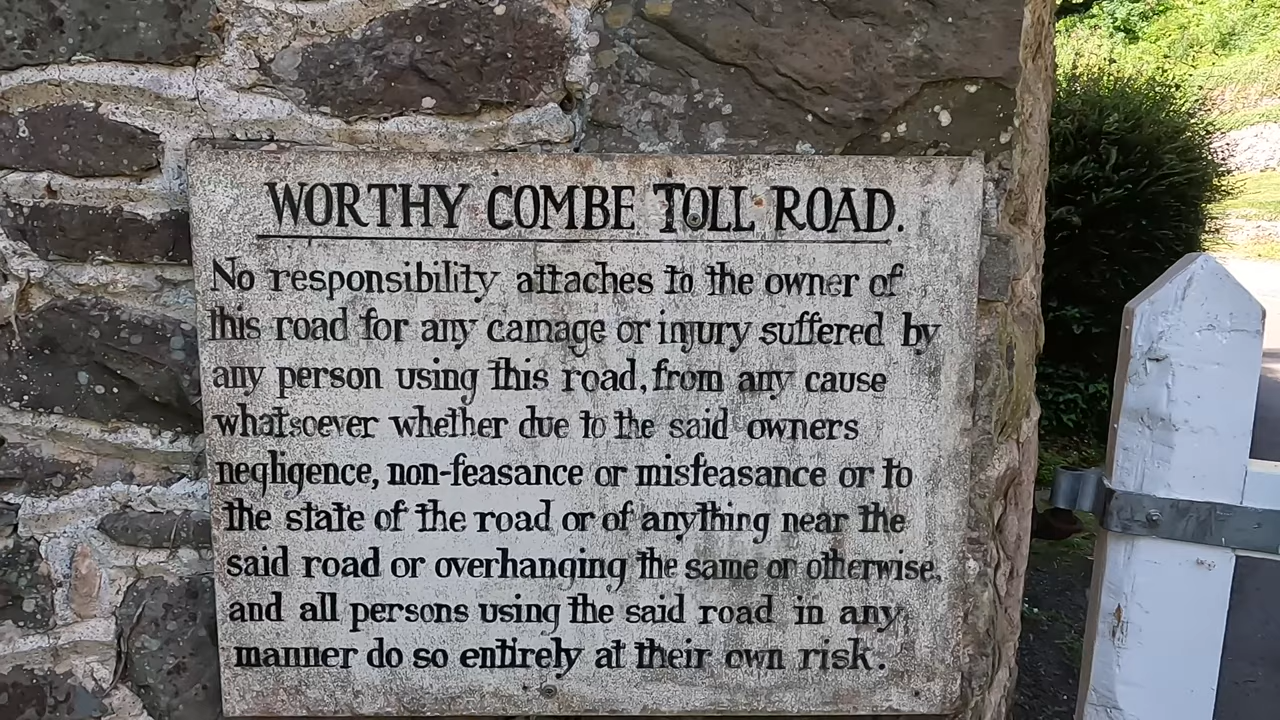 WORTHY COMBE TOLL ROAD.
No responsibility attaches to the owner of
this road for any camage or injury suffered by
any person using this road, from any cause
whatsoever whether due to the said owners
negligence, non-feasance or misfeasance or to
the state of the road or of anything near the
said road or overhanging the same or otherwise,
and all persons using the said road in any
manner do so entirely at their own risk.